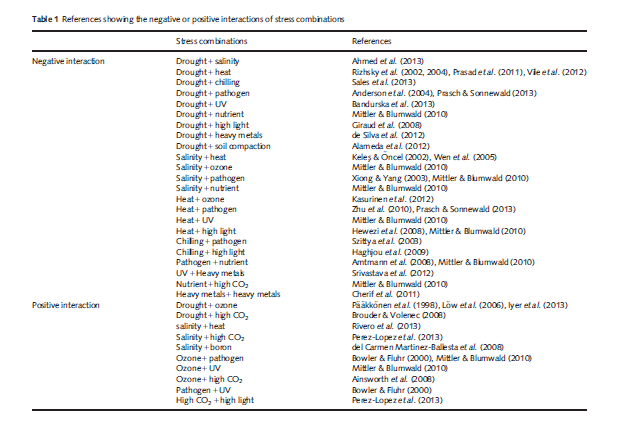 Table 1 References showing the negative or positive interactions of stress combinations
Stress combinations References
Negative interaction Drought + salinity Ahmed et al. (2013)
Drought + heat Rizhsky et al. (2002, 2004), Prasad et al. (2011), Vile et al. (2012)
Drought + chilling Sales et al. (2013)
Drought + pathogen Anderson et al. (2004), Prasch & Sonnewald (2013)
Drought + UV Bandurska et al. (2013)
Drought + nutrient Mittler & Blumwald (2010)
Drought + high light Giraud et al. (2008)
Drought + heavy metals de Silva et al. (2012)
Drought + soil compaction Alameda et al. (2012)
Salinity + heat Keleş & Öncel (2002), Wen et al. (2005)
Salinity + ozone Mittler & Blumwald (2010)
Salinity + pathogen Xiong & Yang (2003), Mittler & Blumwald (2010)
Salinity + nutrient Mittler & Blumwald (2010)
Heat + ozone Kasurinen et al. (2012)
Heat + pathogen Zhu et al. (2010), Prasch & Sonnewald (2013)
Heat + UV Mittler & Blumwald (2010)
Heat + high light Hewezi et al. (2008), Mittler & Blumwald (2010)
Chilling + pathogen Szittya et al. (2003)
Chilling + high light Haghjou et al. (2009)
Pathogen + nutrient Amtmann et al. (2008), Mittler & Blumwald (2010)
UV + Heavy metals Srivastava et al. (2012)
Nutrient + high CO₂ Mittler & Blumwald (2010)
Heavy metals + heavy metals Cherif et al. (2011)
Positive interaction Drought + ozone Pääkkönen et al. (1998), Löw et al. (2006), Iyer et al. (2013)
Drought + high CO₂ Brouder & Volenec (2008)
salinity + heat Rivero et al. (2013)
Salinity + high CO₂ Perez-Lopez et al. (2013)
Salinity + boron del Carmen Martinez-Ballesta et al. (2008)
Ozone + pathogen Bowler & Fluhr (2000), Mittler & Blumwald (2010)
Ozone + UV Mittler & Blumwald (2010)
Ozone + high CO₂ Ainsworth et al. (2008)
Pathogen + UV Bowler & Fluhr (2000)
High CO₂ + high light Perez-Lopez et al. (2013)